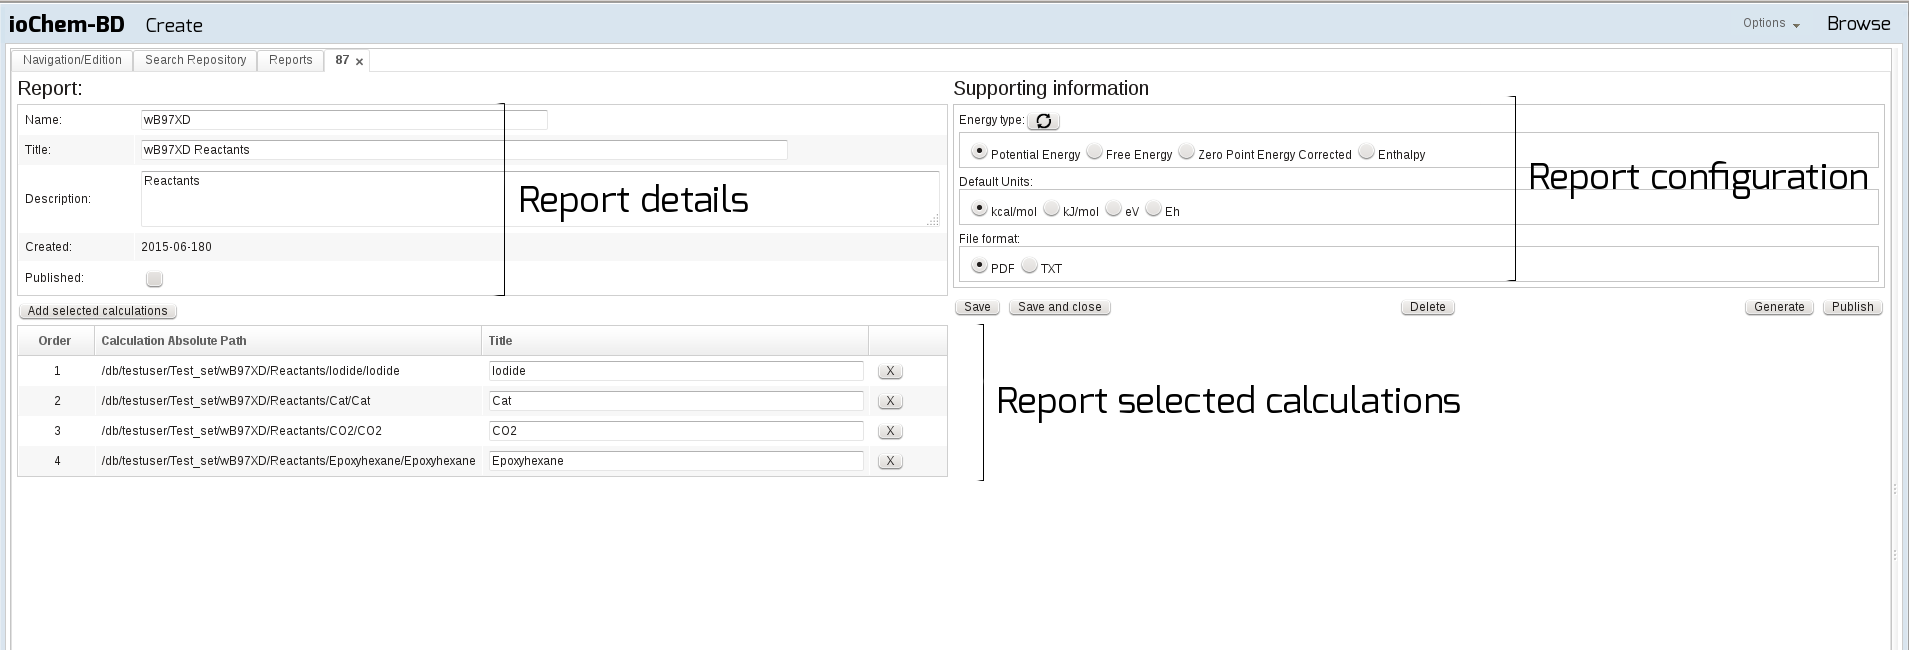 ioChem-BD Create Options Browse
Navigation/Edition Search Repository Reports 87 x
Report:
Name: wB97XD
Title: wB97XD Reactants
Description: Reactants
Report details
Created: 2015-06-180
Published:
Add selected calculations
Order Calculation Absolute Path Title
1 /db/testuser/Test_set/wB97XD/Reactants/Iodide/Iodide Iodide X
2 /db/testuser/Test_set/wB97XD/Reactants/Cat/Cat Cat X
3 /db/testuser/Test_set/wB97XD/Reactants/CO2/CO2 CO2 X
4 /db/testuser/Test_set/wB97XD/Reactants/Epoxyhexane/Epoxyhexane Epoxyhexane X
Supporting information
Energy type:
Potential Energy Free Energy Zero Point Energy Corrected Enthalpy
Report configuration
Default Units:
kcal/mol kJ/mol eV Eh
File format:
PDF TXT
Save Save and close Delete Generate Publish
Report selected calculations